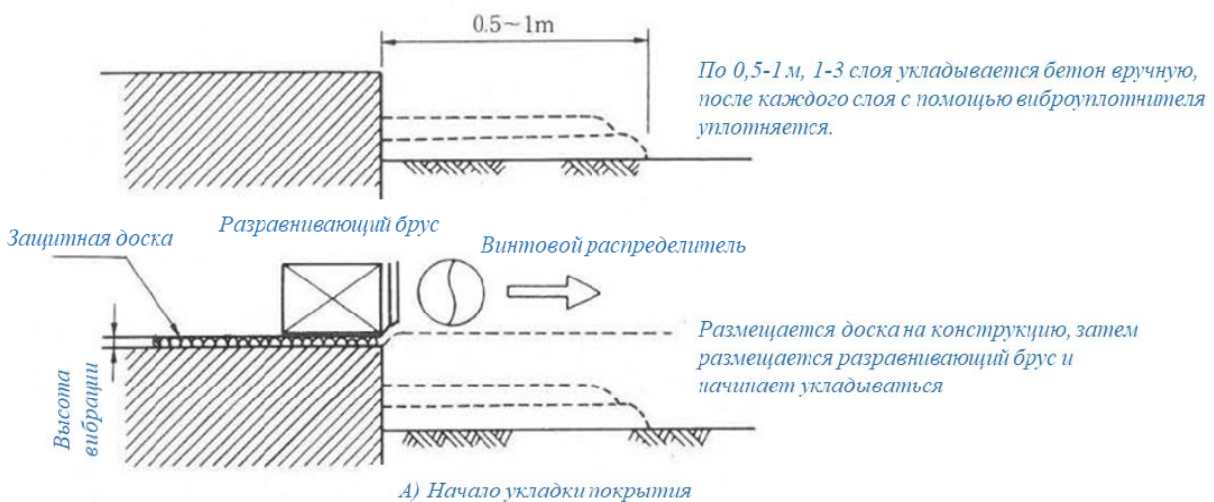 0.5~1m
По 0,5-1 м, 1-3 слоя укладывается бетон вручную,
после каждого слоя с помощью виброуплотнителя
уплотняется.
Разравнивающий брус
Защитная доска
Винтовой распределитель
Размещается доска на конструкцию, затем
размещается разравнивающий брус и
начинает укладываться
Высота
вибрации
А) Начало укладки покрытия